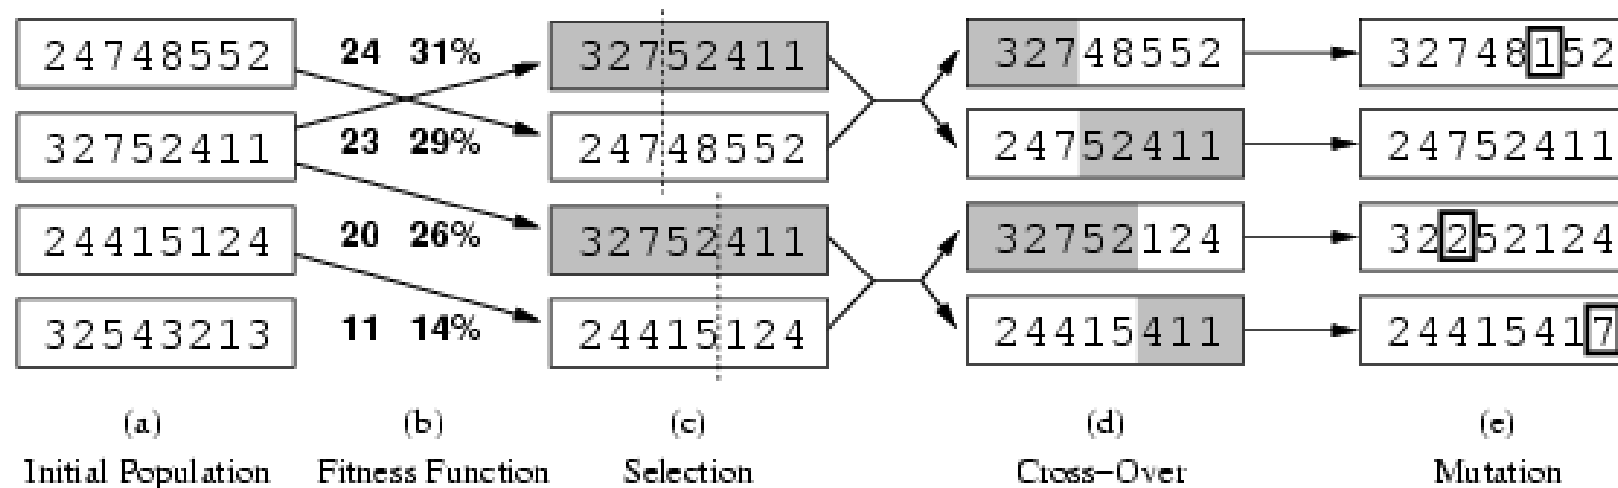 24748552 24 31% 32752411 32748552 32748152
32752411 23 29% 24748552 24752411 24752411
24415124 20 26% 32752411 32752124 32252124
32543213 11 14% 24415124 24415411 24415417
(a) (b) (c) (d) (e)
Initial Population Fitness Function Selection Cross–Over Mutation